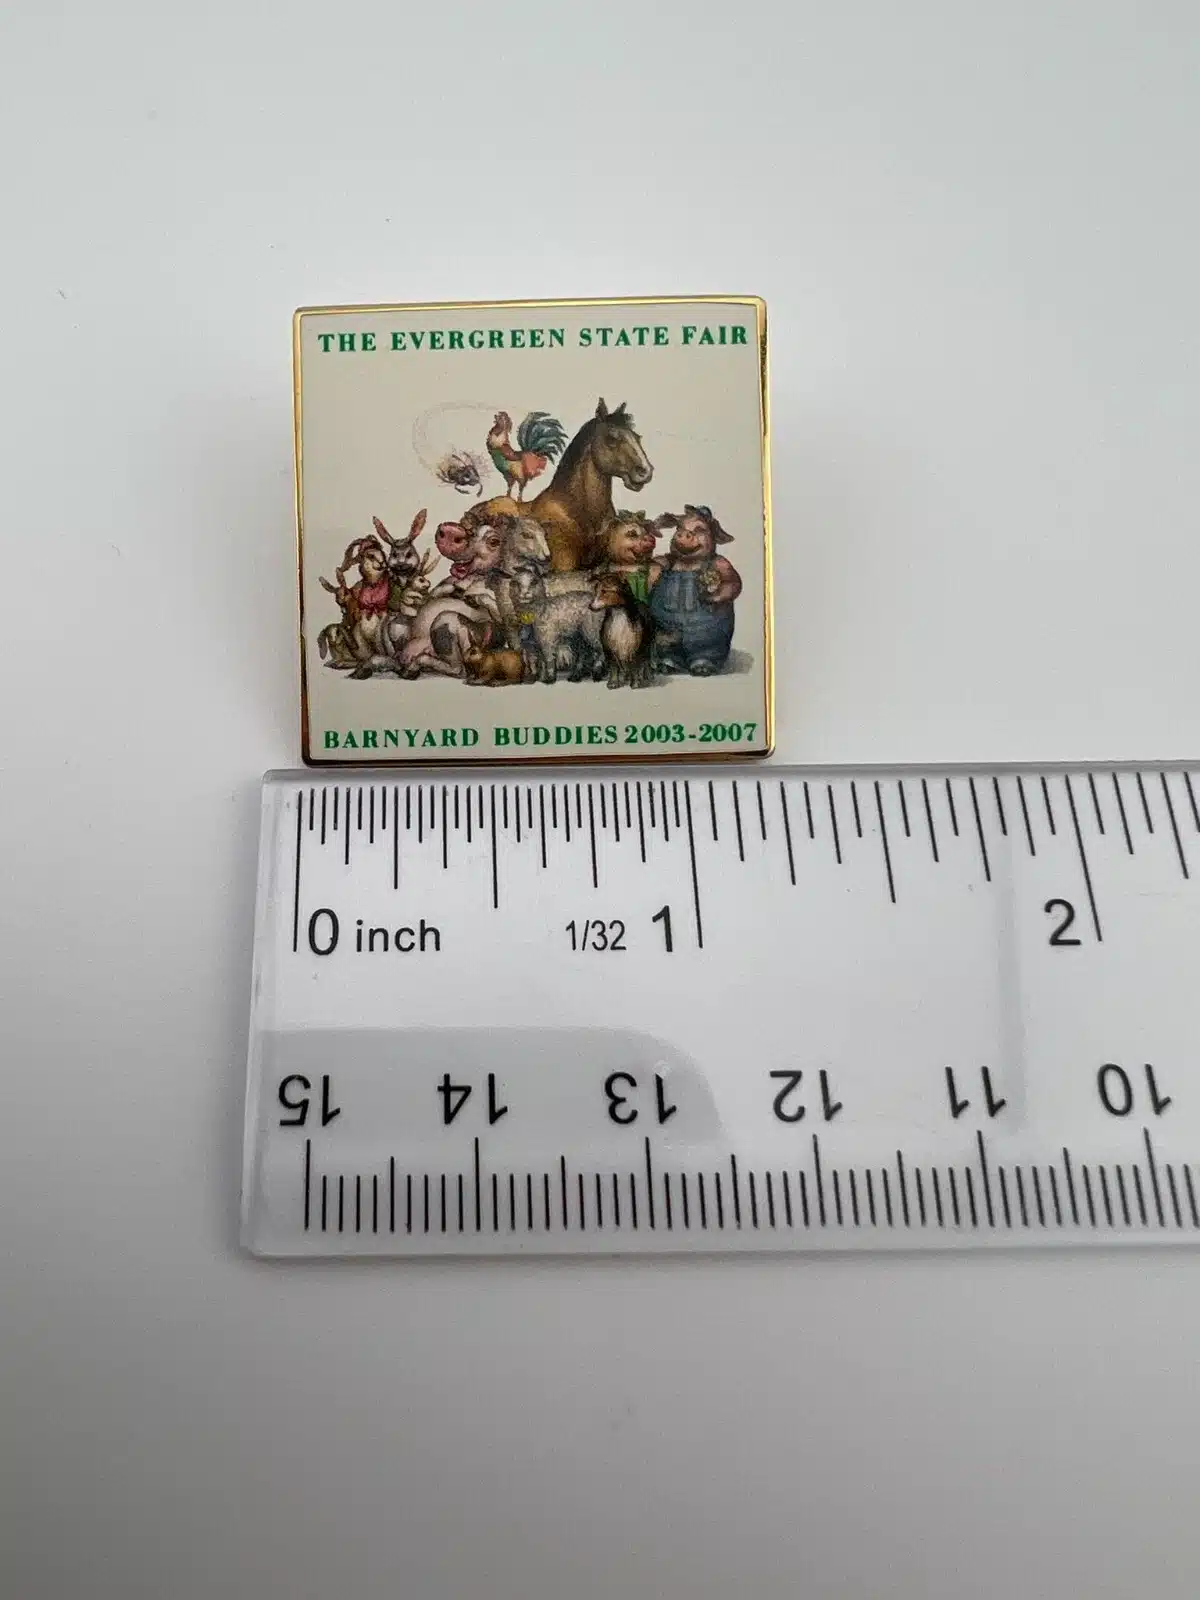 THE EVERGREEN STATE FAIR
BARNYARD BUDDIES 2003-2007
0 inch 1/32 1 2
15 14 13 12 11 10